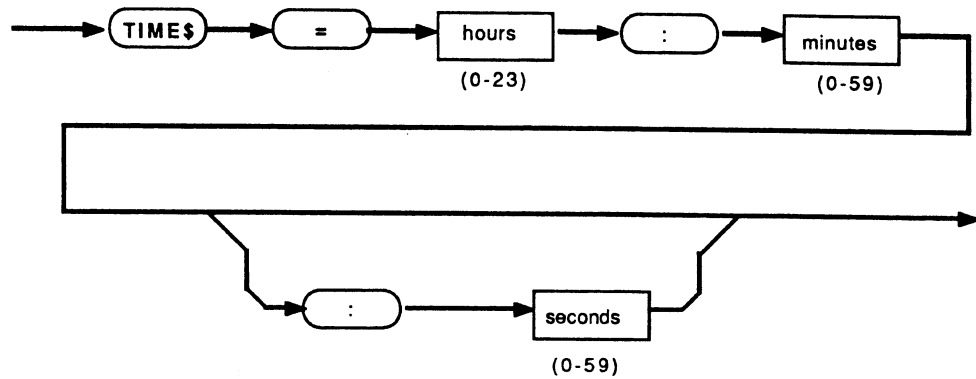 TIME$ = hours : minutes
(0-23) (0-59)
: seconds
(0-59)